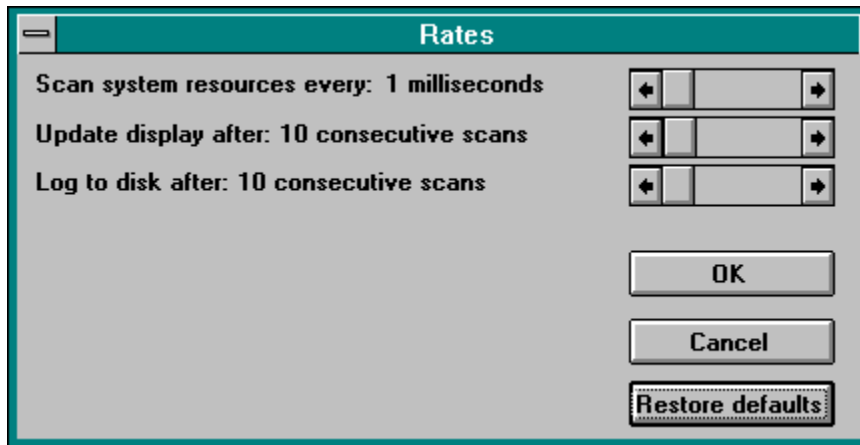 Rates
Scan system resources every: 1 milliseconds
Update display after: 10 consecutive scans
Log to disk after: 10 consecutive scans
OK
Cancel
Restore defaults